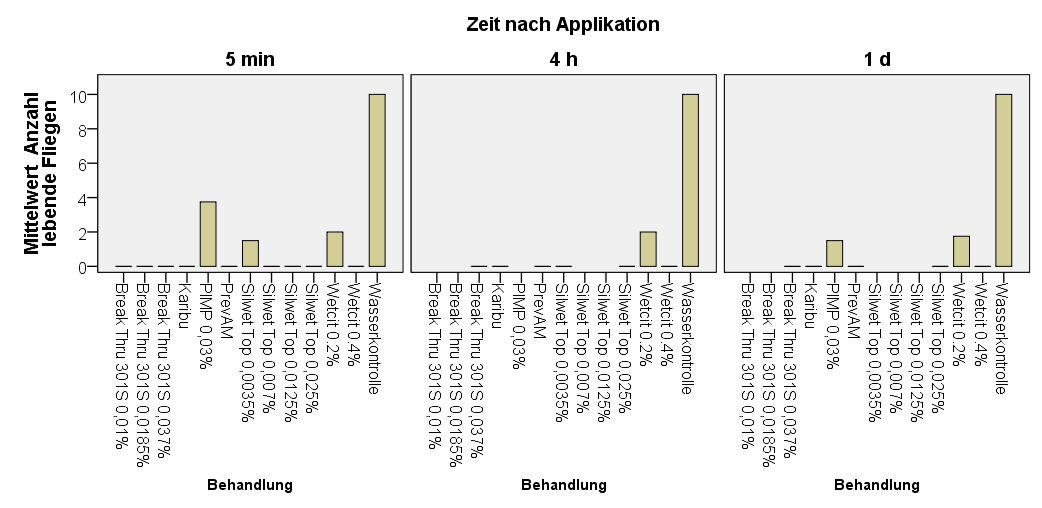 Zeit nach Applikation
5 min
4 h
1 d
Mittelwert Anzahl
lebende Fliegen
10
8
6
4
2
0
Break Thru 301S 0,01%
Break Thru 301S 0,0185%
Break Thru 301S 0,037%
Karibu
PIMP 0,03%
PrevAM
Silwet Top 0,0035%
Silwet Top 0,007%
Silwet Top 0,0125%
Silwet Top 0,025%
Wetcit 0.2%
Wetcit 0.4%
Wasserkontrolle
Break Thru 301S 0,01%
Break Thru 301S 0,0185%
Break Thru 301S 0,037%
Karibu
PIMP 0,03%
PrevAM
Silwet Top 0,0035%
Silwet Top 0,007%
Silwet Top 0,0125%
Silwet Top 0,025%
Wetcit 0.2%
Wetcit 0.4%
Wasserkontrolle
Break Thru 301S 0,01%
Break Thru 301S 0,0185%
Break Thru 301S 0,037%
Karibu
PIMP 0,03%
PrevAM
Silwet Top 0,0035%
Silwet Top 0,007%
Silwet Top 0,0125%
Silwet Top 0,025%
Wetcit 0.2%
Wetcit 0.4%
Wasserkontrolle
Behandlung
Behandlung
Behandlung